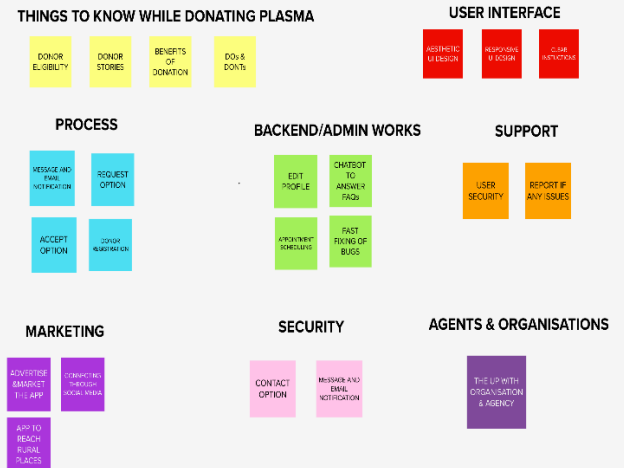 THINGS TO KNOW WHILE DONATING PLASMA
DONOR
ELIGIBILITY
DONOR
STORIES
BENEFITS
OF
DONATION
DOs &
DONTs
USER INTERFACE
AESTHETIC
UI DESIGN
RESPONSIVE
UI DESIGN
CLEAR
INSTUCTIONS
PROCESS
MESSAGE AND
EMAIL
NOTIFICATION
REQUEST
OPTION
ACCEPT
OPTION
DONOR
REGISTRATION
BACKEND/ADMIN WORKS
EDIT
PROFILE
CHATBOT
TO
ANSWER
FAQs
APPOINTMENT
SCHEDULING
FAST
FIXING OF
BUGS
SUPPORT
USER
SECURITY
REPORT IF
ANY ISSUES
MARKETING
ADVERTISE
&MARKET
THE APP
CONNECTING
THROUGH
SOCIAL MEDIA
APP TO
REACH
RURAL
PLACES
SECURITY
CONTACT
OPTION
MESSAGE AND
EMAIL
NOTIFICATION
AGENTS & ORGANISATIONS
THE UP WITH
ORGANISATION
& AGENCY